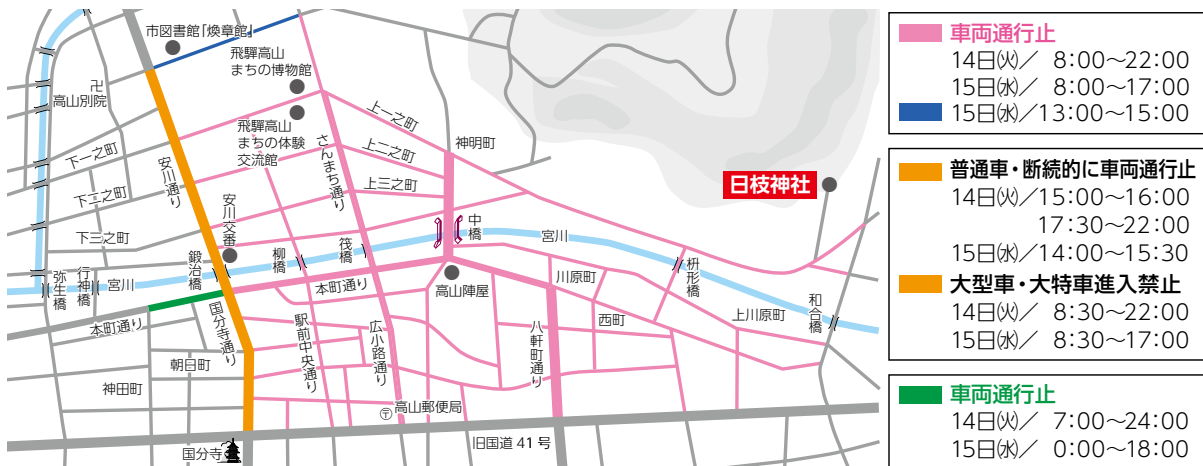 市図書館「煥章館」
飛騨高山
まちの博物館
卍
高山別院
飛騨高山
まちの体験
交流館
上一之町
上二之町
上三之町
神明町
さんまち通り
下一之町
下二之町
下三之町
安川通り
安川交番
日枝神社
中橋
宮川
筏橋
柳橋
鍛治橋
宮川
行神橋
弥生橋
本町通り
本町通り
国分寺通り
高山陣屋
川原町
枡形橋
和合橋
西町
上川原町
八軒町通り
広小路通り
駅前中央通り
朝日町
神田町
〒高山郵便局
旧国道41号
国分寺
車両通行止
14日㈫/ 8:00〜22:00
15日㈬/ 8:00〜17:00
15日㈬/13:00〜15:00
普通車・断続的に車両通行止
14日㈫/15:00〜16:00
17:30〜22:00
15日㈬/14:00〜15:30
大型車・大特車進入禁止
14日㈫/ 8:30〜22:00
15日㈬/ 8:30〜17:00
車両通行止
14日㈫/ 7:00〜24:00
15日㈬/ 0:00〜18:00